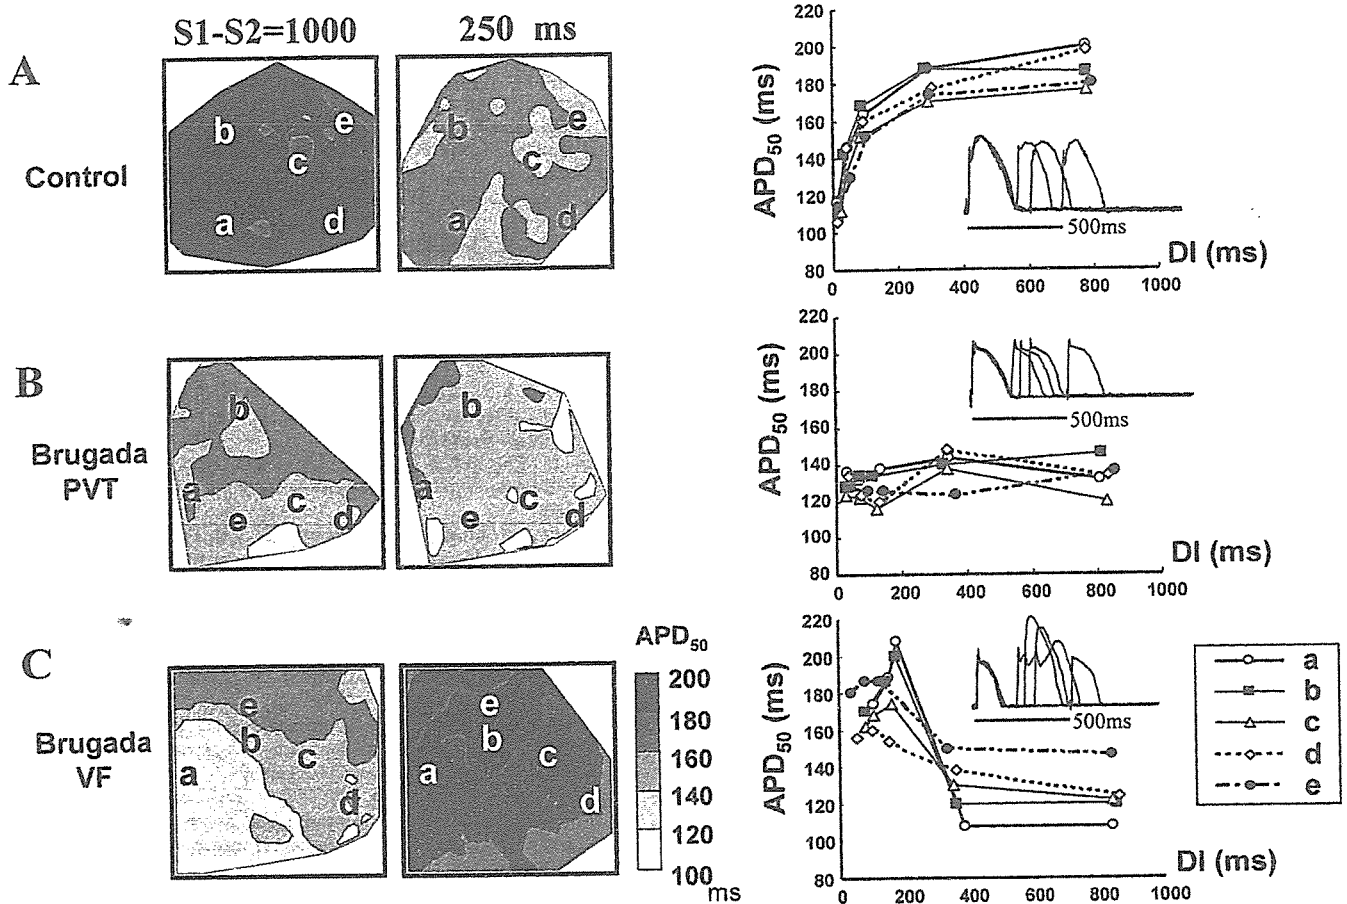 S1-S2=1000
250 ms
A
Control
b
e
c
a
d
b
e
c
a
d
APD50 (ms)
220
200
180
160
140
120
100
80
0
200
400
600
800
1000
500ms
DI (ms)
B
Brugada
PVT
b
a
c
e
d
b
a
c
e
d
APD50 (ms)
220
200
180
160
140
120
100
80
0
200
400
600
800
1000
500ms
DI (ms)
C
Brugada
VF
e
b
c
a
d
e
b
c
a
d
APD50
200
180
160
140
120
100
ms
APD50 (ms)
220
200
180
160
140
120
100
80
0
200
400
600
800
1000
500ms
DI (ms)
a
b
c
d
e